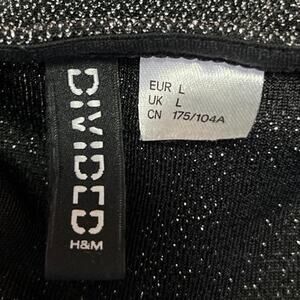 DIVIDED
H&M
EUR L
UK L
CN 175/104A